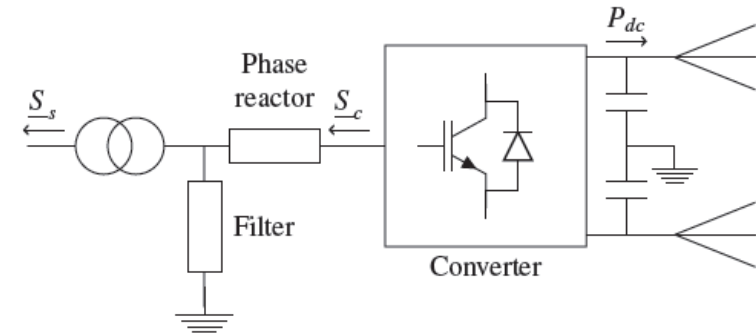 P_dc
Phase
reactor
S_s
S_c
Filter
Converter